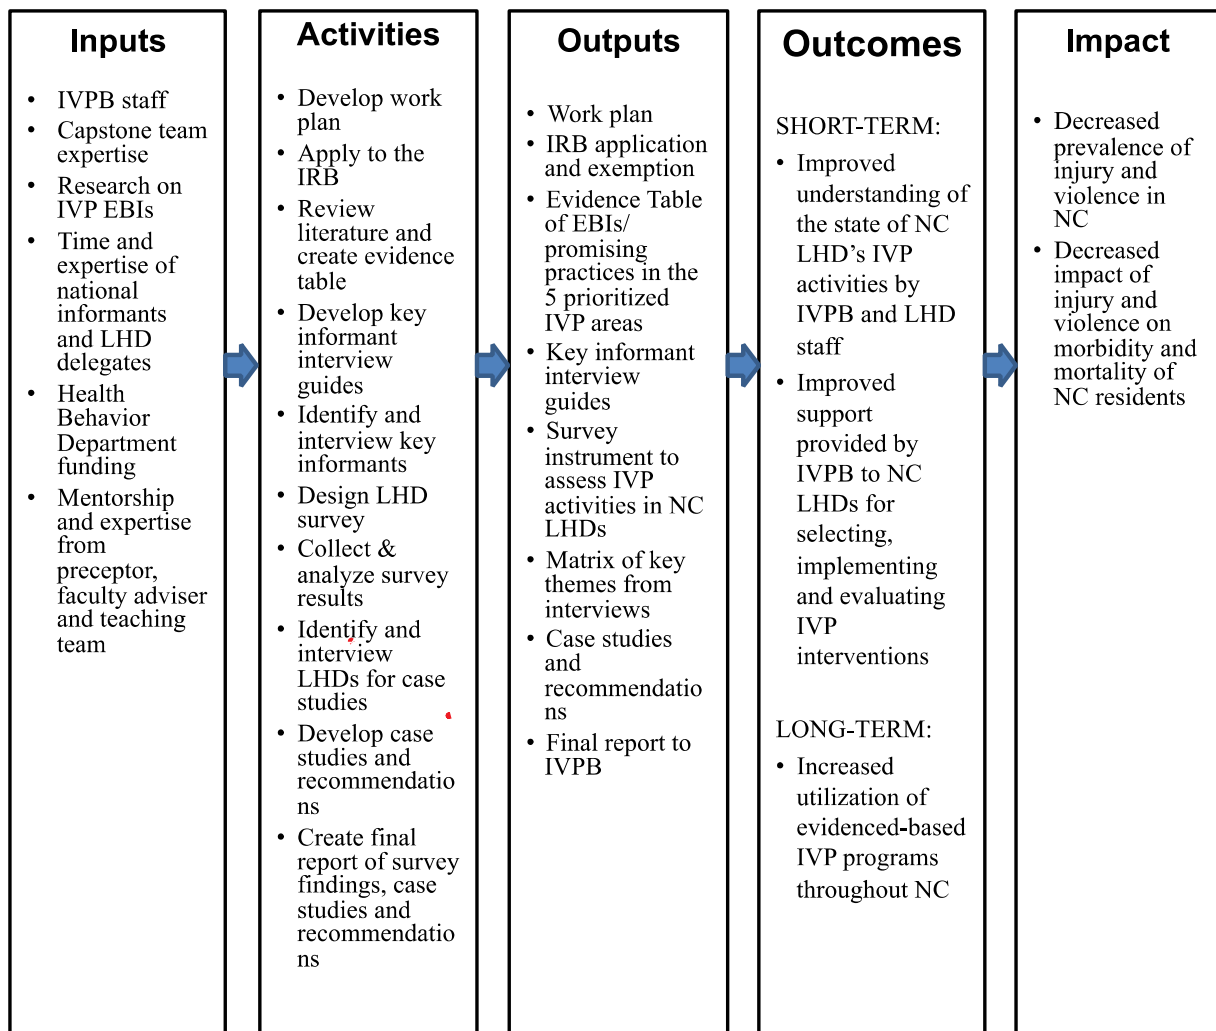 Inputs
• IVPB staff
• Capstone team
expertise
• Research on
IVP EBIs
• Time and
expertise of
national
informants
and LHD
delegates
• Health
Behavior
Department
funding
• Mentorship
and expertise
from
preceptor,
faculty adviser
and teaching
team
Activities
• Develop work
plan
• Apply to the
IRB
• Review
literature and
create evidence
table
• Develop key
informant
interview
guides
• Identify and
interview key
informants
• Design LHD
survey
• Collect &
analyze survey
results
• Identify and
interview
LHDs for case
studies
• Develop case
studies and
recommendatio
ns
• Create final
report of survey
findings, case
studies and
recommendatio
ns
Outputs
• Work plan
• IRB application
and exemption
• Evidence Table
of EBIs/
promising
practices in the
5 prioritized
IVP areas
• Key informant
interview
guides
• Survey
instrument to
assess IVP
activities in NC
LHDs
• Matrix of key
themes from
interviews
• Case studies
and
recommendatio
ns
• Final report to
IVPB
Outcomes
SHORT-TERM:
• Improved
understanding of
the state of NC
LHD’s IVP
activities by
IVPB and LHD
staff
• Improved
support
provided by
IVPB to NC
LHDs for
selecting,
implementing
and evaluating
IVP
interventions
LONG-TERM:
• Increased
utilization of
evidenced-based
IVP programs
throughout NC
Impact
• Decreased
prevalence of
injury and
violence in
NC
• Decreased
impact of
injury and
violence on
morbidity and
mortality of
NC residents